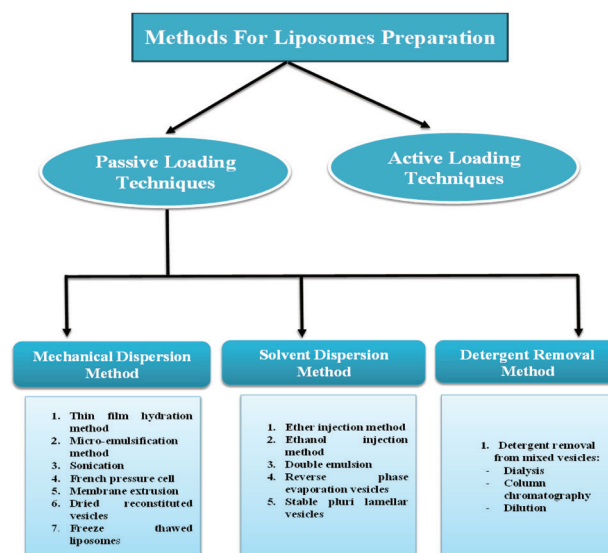 Methods For Liposomes Preparation
Passive Loading
Techniques
Active Loading
Techniques
Mechanical Dispersion
Method
1. Thin film hydration
method
2. Micro-emulsification
method
3. Sonication
4. French pressure cell
5. Membrane extrusion
6. Dried reconstituted
vesicles
7. Freeze thawed
liposomes
Solvent Dispersion
Method
1. Ether injection method
2. Ethanol injection
method
3. Double emulsion
4. Reverse phase
evaporation vesicles
5. Stable pluri lamellar
vesicles
Detergent Removal
Method
1. Detergent removal
from mixed vesicles:
- Dialysis
- Column
chromatography
- Dilution